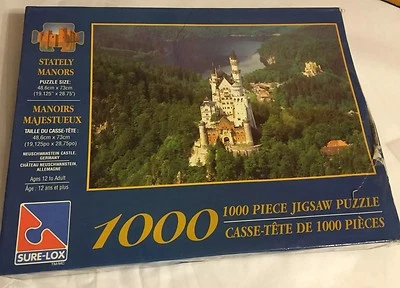 STATELY
MANORS
PUZZLE SIZE:
48,6cm x 73cm
(19.125" x 28.75")
MANOIRS
MAJESTUEUX
TAILLE DU CASSE-TÊTE :
48,6cm x 73cm
(19,125po x 28,75po)
NEUSCHWANSTEIN CASTLE,
GERMANY
CHÂTEAU NEUSCHWANSTEIN,
ALLEMAGNE
Ages 12 to Adult
Âge : 12 ans et plus
SURE-LOX
1000
1000 PIECE JIGSAW PUZZLE
CASSE-TÊTE DE 1000 PIÈCES